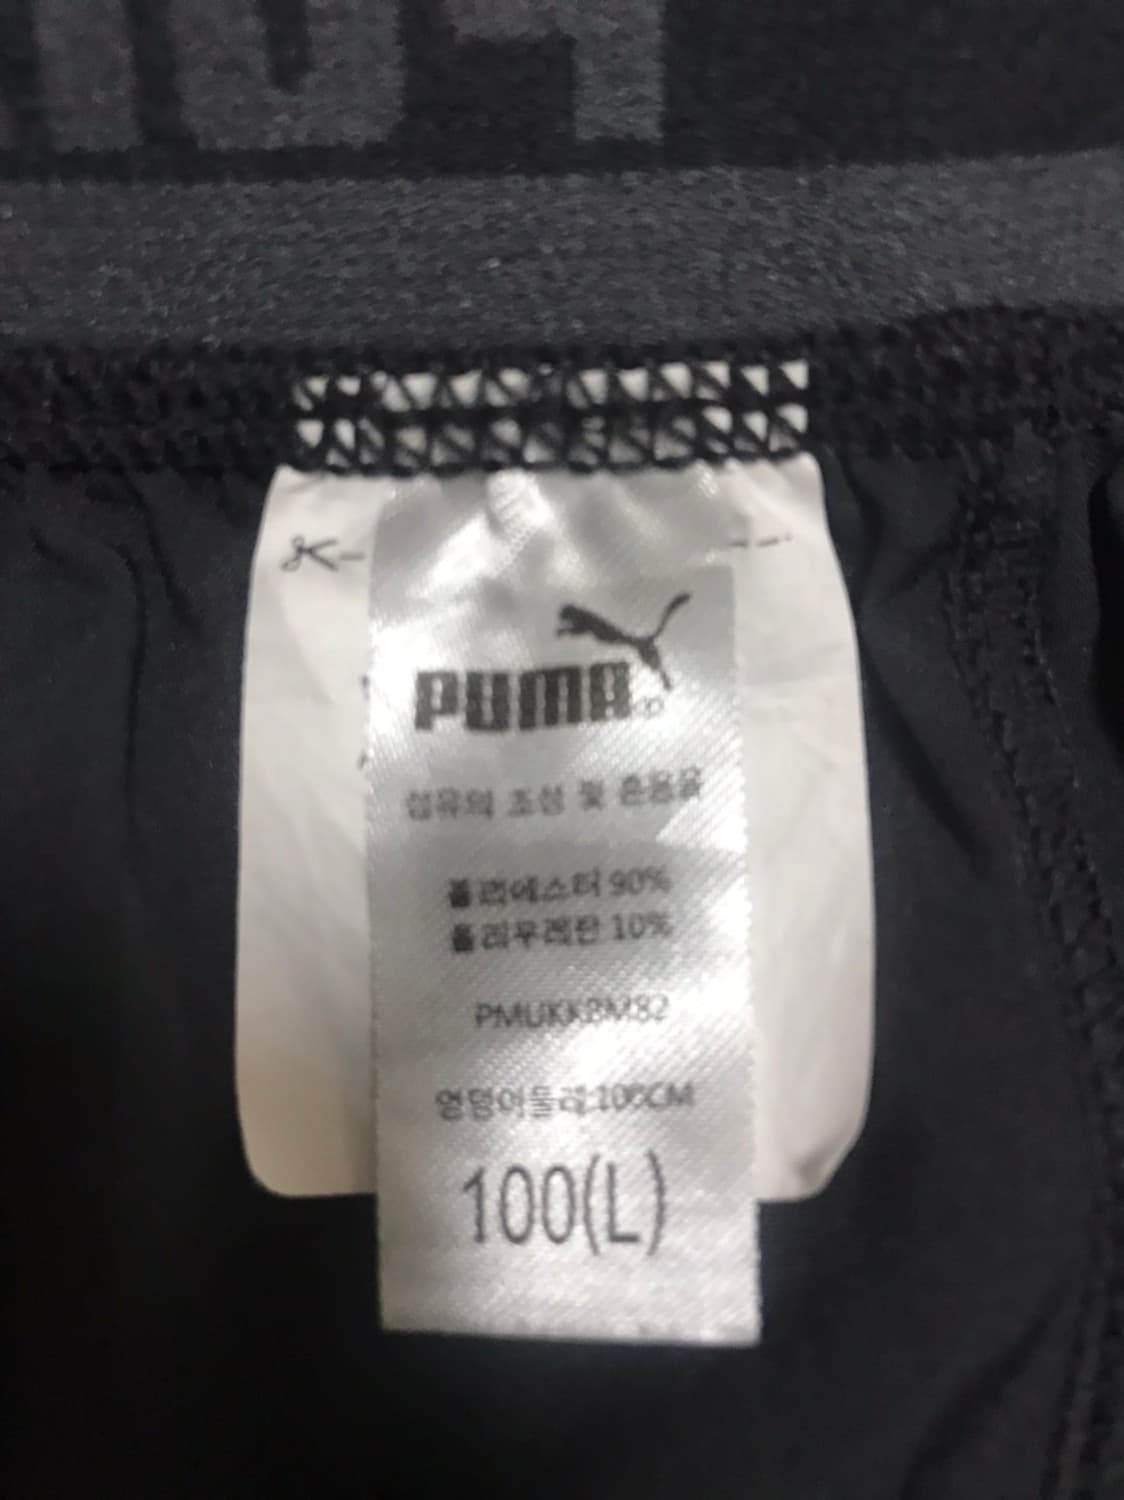 PUMA
섬유의 조성 및 혼용율
폴리에스터 90%
폴리우레탄 10%
PMUKKBM82
엉덩이둘레:100CM
100(L)